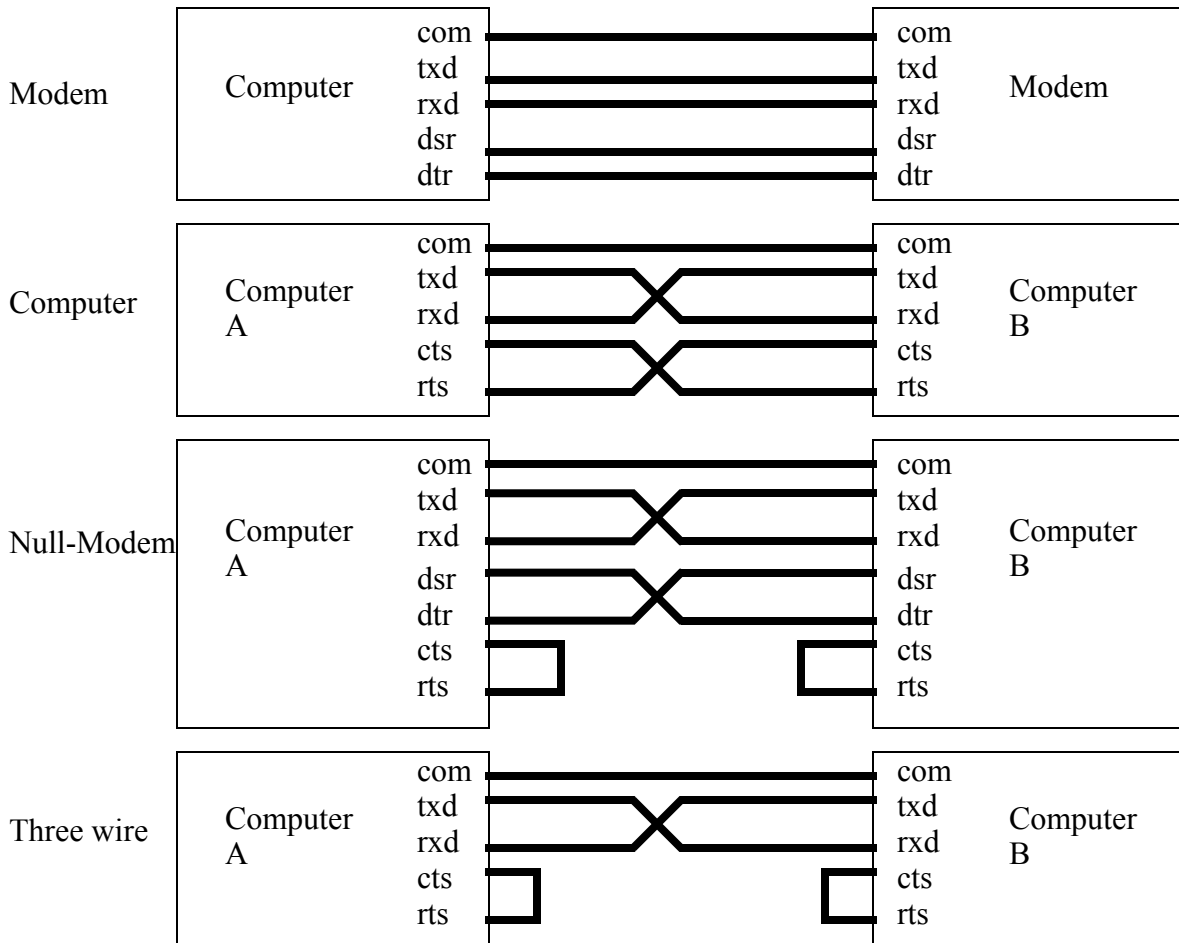 Modem
Computer
com
txd
rxd
dsr
dtr
com
txd
rxd
dsr
dtr
Modem
Computer
Computer
A
com
txd
rxd
cts
rts
com
txd
rxd
cts
rts
Computer
B
Null-Modem
Computer
A
com
txd
rxd
dsr
dtr
cts
rts
com
txd
rxd
dsr
dtr
cts
rts
Computer
B
Three wire
Computer
A
com
txd
rxd
cts
rts
com
txd
rxd
cts
rts
Computer
B